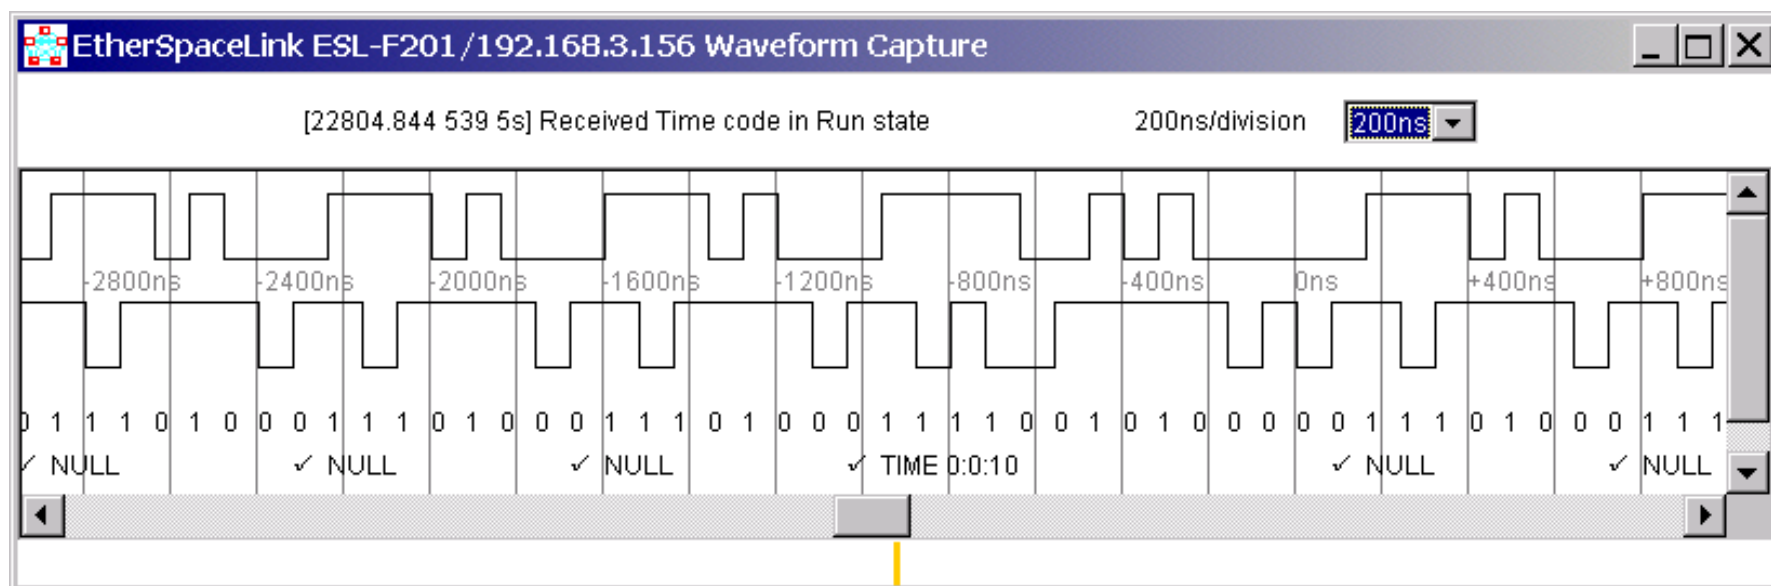 EtherSpaceLink ESL-F201/192.168.3.156 Waveform Capture
[22804.844 539 5s] Received Time code in Run state 200ns/division 200ns
-2800ns -2400ns -2000ns -1600ns -1200ns -800ns -400ns 0ns +400ns +800ns
0 1 1 1 0 1 0 0 0 1 1 1 0 1 0 0 0 1 1 1 0 1 0 0 0 1 1 1 1 0 0 1 0 1 0 0 0 0 0 1 1 1 0 1 0 0 0 1 1 1
✓ NULL ✓ NULL ✓ NULL ✓ TIME 0:0:10 ✓ NULL ✓ NULL